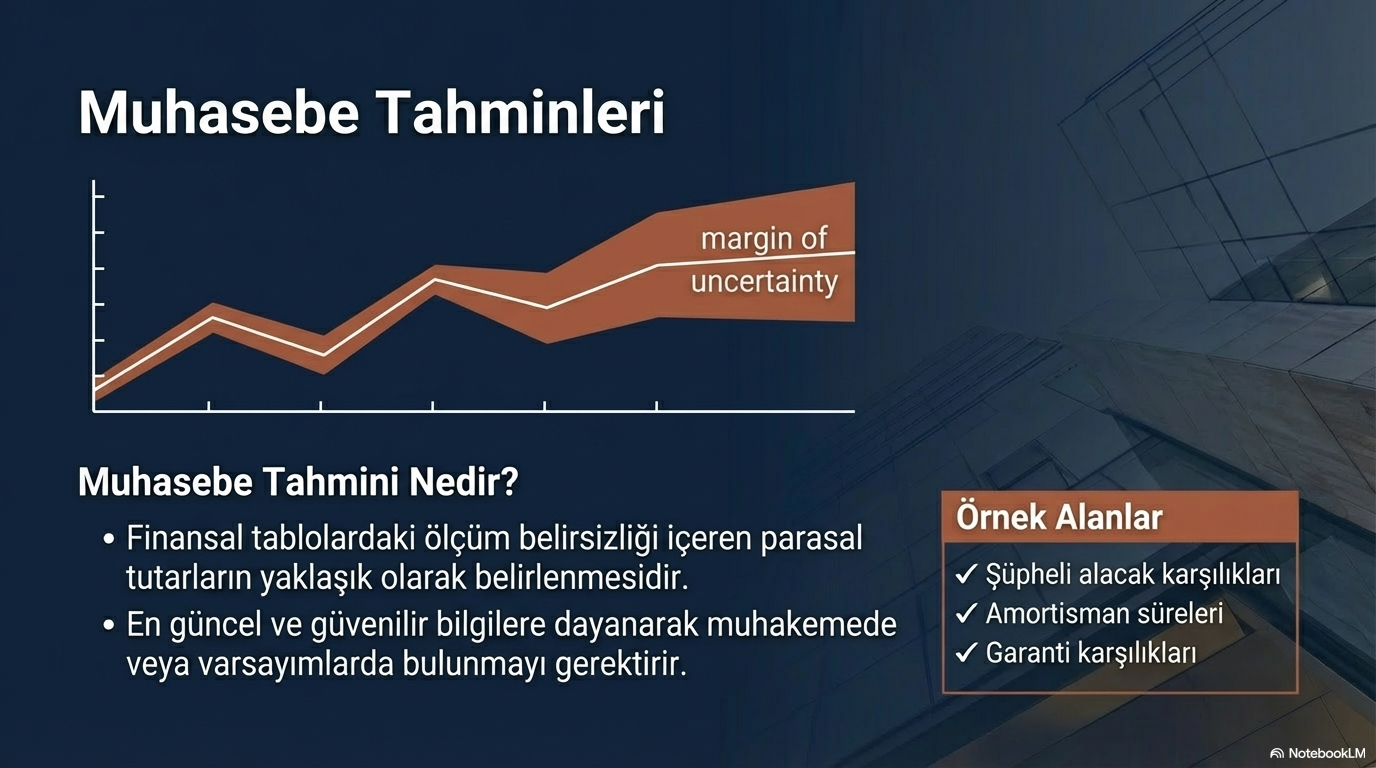 Muhasebe Tahminleri
margin of
uncertainty
Muhasebe Tahmini Nedir?
• Finansal tablolardaki ölçüm belirsizliği içeren parasal
tutarların yaklaşık olarak belirlenmesidir.
• En güncel ve güvenilir bilgilere dayanarak muhakemede
veya varsayımlarda bulunmayı gerektirir.
Örnek Alanlar
✓ Şüpheli alacak karşılıkları
✓ Amortisman süreleri
✓ Garanti karşılıkları
NotebookLM